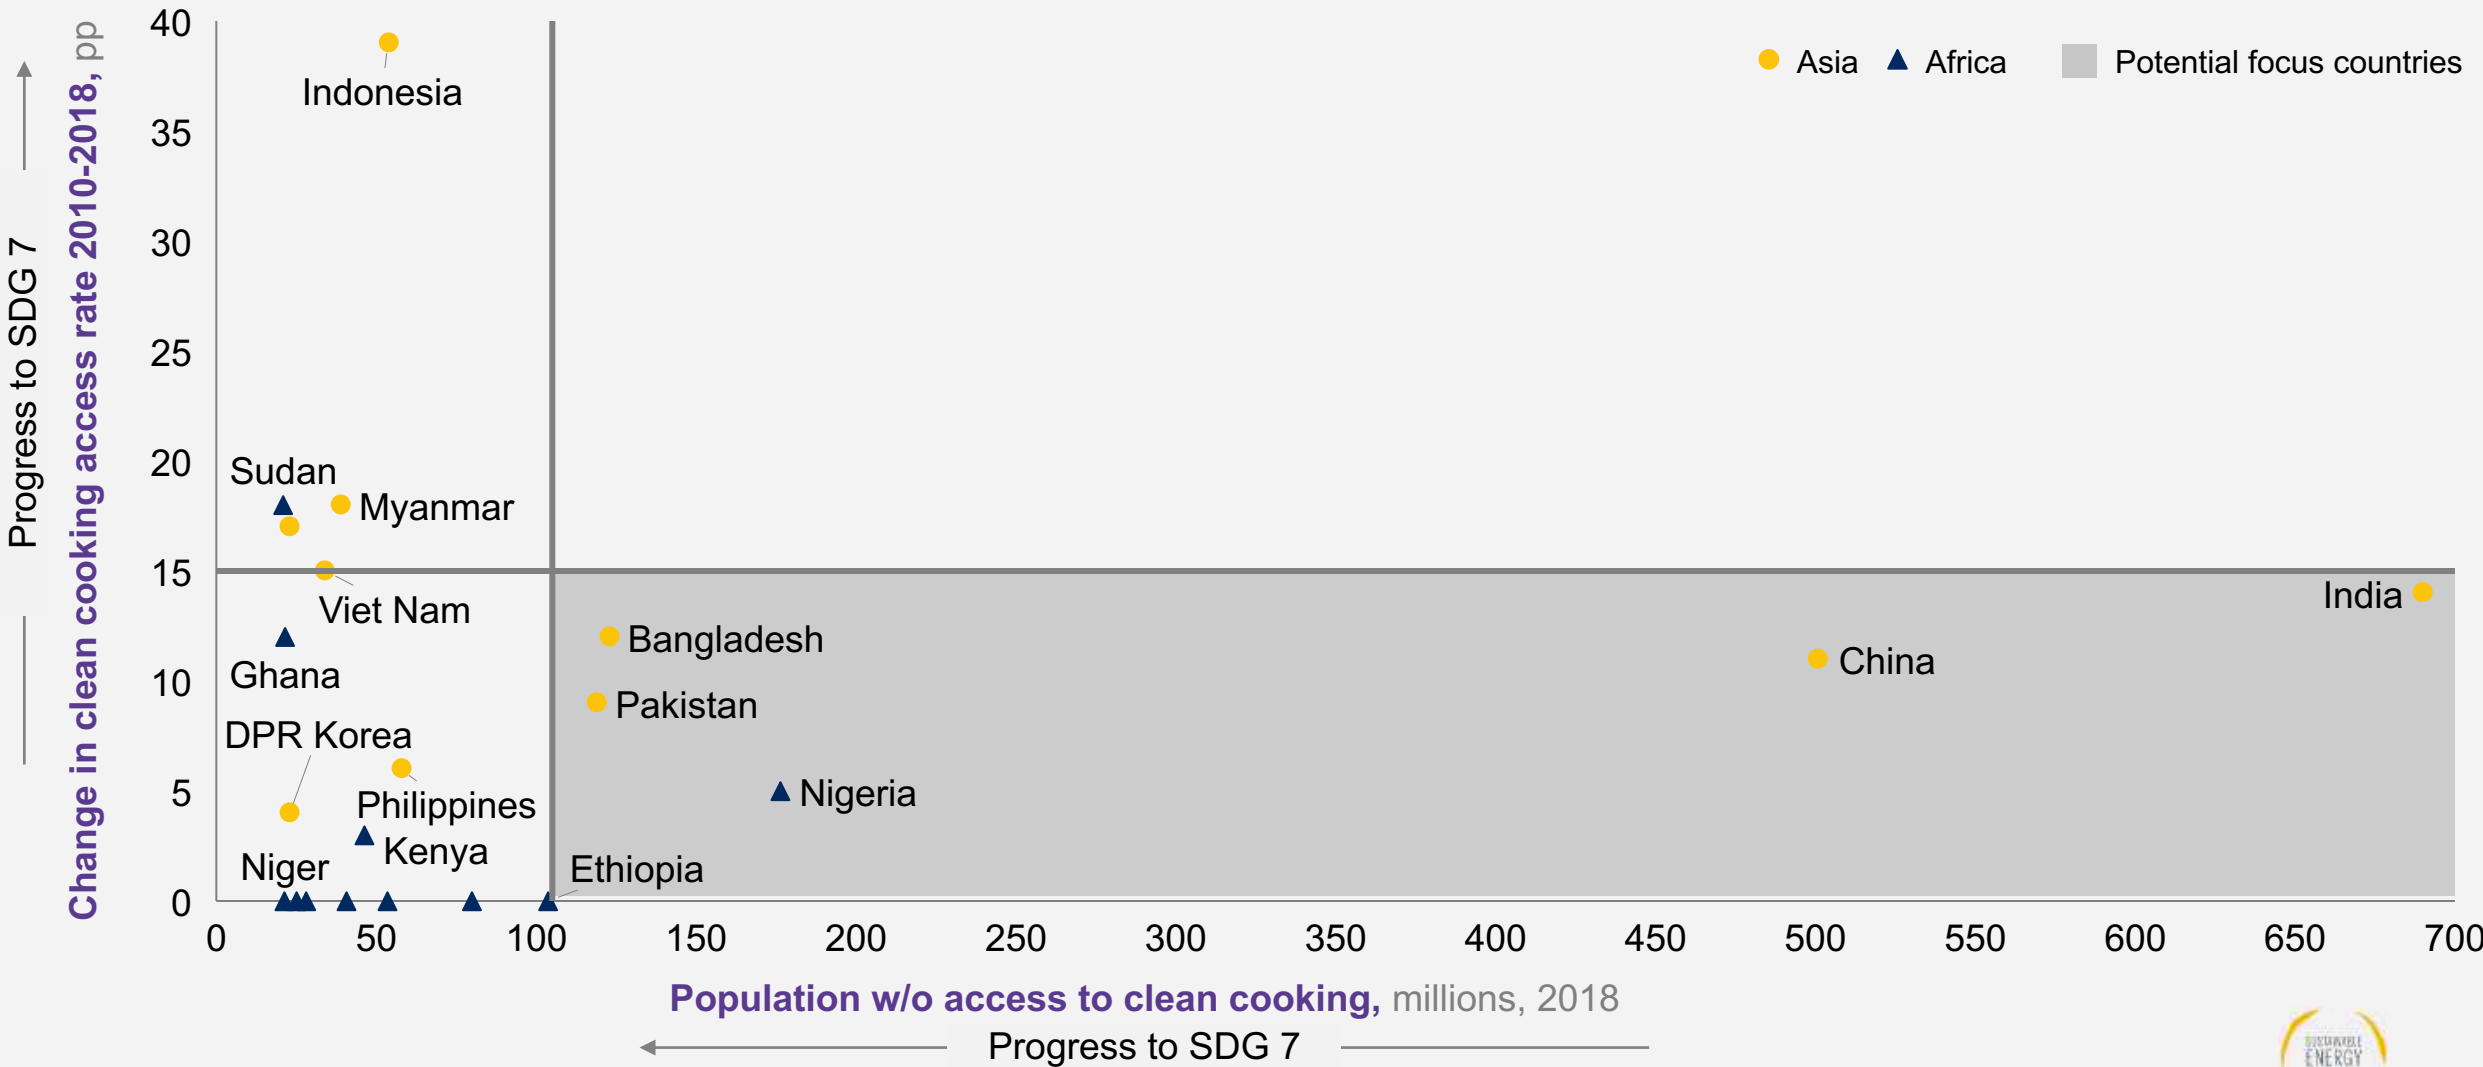 40
35
30
25
20
15
10
5
0
Progress to SDG 7
Change in clean cooking access rate 2010-2018, pp
Asia
Africa
Potential focus countries
Indonesia
Sudan
Myanmar
Viet Nam
India
Bangladesh
China
Ghana
Pakistan
DPR Korea
Philippines
Nigeria
Kenya
Niger
Ethiopia
0 50 100 150 200 250 300 350 400 450 500 550 600 650 700
Population w/o access to clean cooking, millions, 2018
Progress to SDG 7
SUSTAINABLE
ENERGY